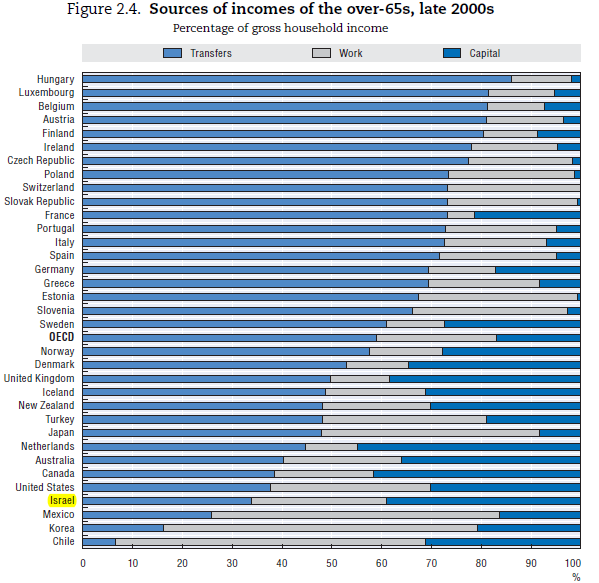 Figure 2.4. Sources of incomes of the over-65s, late 2000s
Percentage of gross household income
Transfers Work Capital
Hungary
Luxembourg
Belgium
Austria
Finland
Ireland
Czech Republic
Poland
Switzerland
Slovak Republic
France
Portugal
Italy
Spain
Germany
Greece
Estonia
Slovenia
Sweden
OECD
Norway
Denmark
United Kingdom
Iceland
New Zealand
Turkey
Japan
Netherlands
Australia
Canada
United States
Israel
Mexico
Korea
Chile
0 10 20 30 40 50 60 70 80 90 100
%